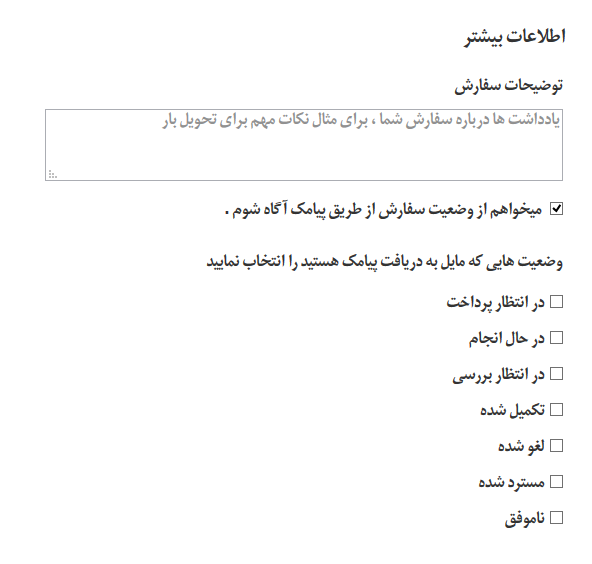 اطلاعات بیشتر
توضیحات سفارش
یادداشت ها درباره سفارش شما ، برای مثال نکات مهم برای تحویل بار
میخواهم از وضعیت سفارش از طریق پیامک آگاه شوم .
وضعیت هایی که مایل به دریافت پیامک هستید را انتخاب نمایید
در انتظار پرداخت
در حال انجام
در انتظار بررسی
تکمیل شده
لغو شده
مسترد شده
ناموفق